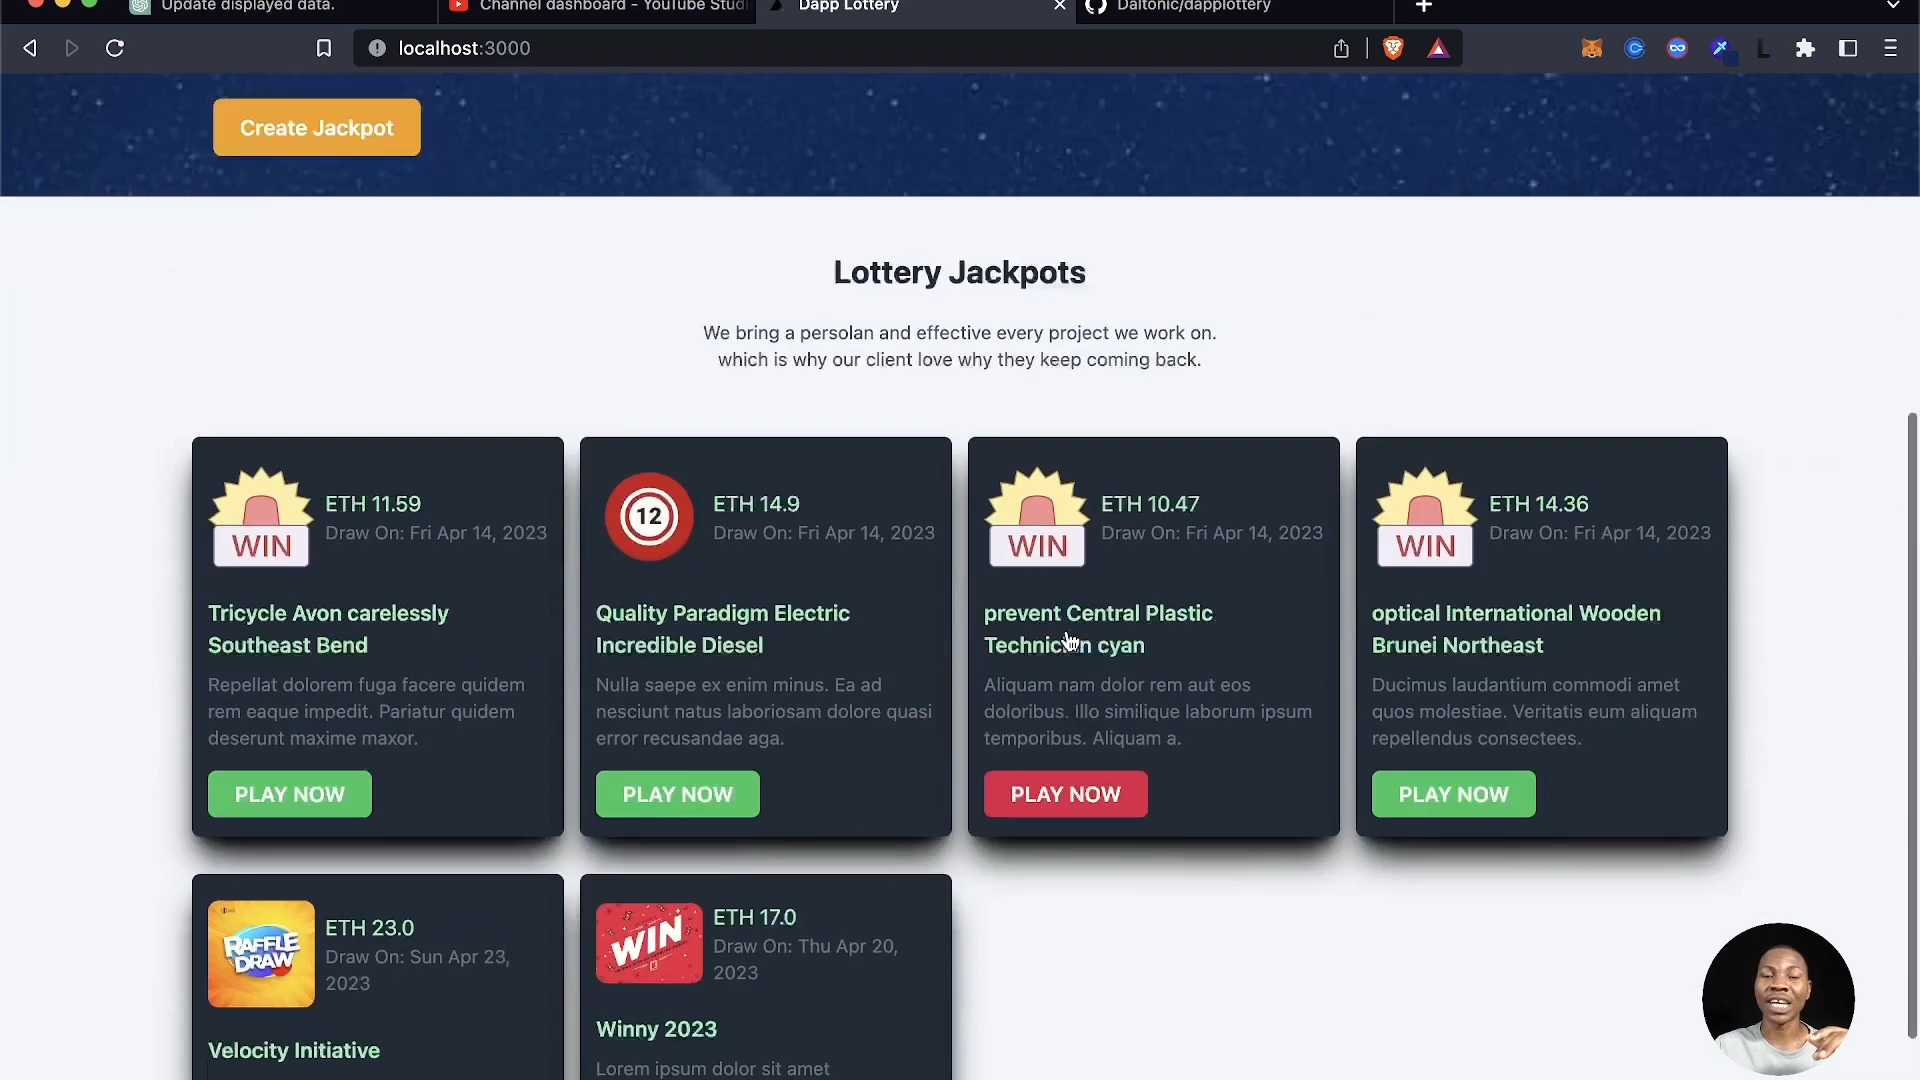 Update displayed data.
Channel dashboard - YouTube Studi
Dapp Lottery
Daltonic/dapplottery
localhost:3000
Create Jackpot
Lottery Jackpots
We bring a persolan and effective every project we work on.
which is why our client love why they keep coming back.
WIN
ETH 11.59
Draw On: Fri Apr 14, 2023
Tricycle Avon carelessly
Southeast Bend
Repellat dolorem fuga facere quidem
rem eaque impedit. Pariatur quidem
deserunt maxime maxor.
PLAY NOW
12
ETH 14.9
Draw On: Fri Apr 14, 2023
Quality Paradigm Electric
Incredible Diesel
Nulla saepe ex enim minus. Ea ad
nesciunt natus laboriosam dolore quasi
error recusandae aga.
PLAY NOW
WIN
ETH 10.47
Draw On: Fri Apr 14, 2023
prevent Central Plastic
Technician cyan
Aliquam nam dolor rem aut eos
doloribus. Illo similique laborum ipsum
temporibus. Aliquam a.
PLAY NOW
WIN
ETH 14.36
Draw On: Fri Apr 14, 2023
optical International Wooden
Brunei Northeast
Ducimus laudantium commodi amet
quos molestiae. Veritatis eum aliquam
repellendus consectees.
PLAY NOW
RAFFLE
DRAW
ETH 23.0
Draw On: Sun Apr 23,
2023
Velocity Initiative
WIN
ETH 17.0
Draw On: Thu Apr 20,
2023
Winny 2023
Lorem ipsum dolor sit amet